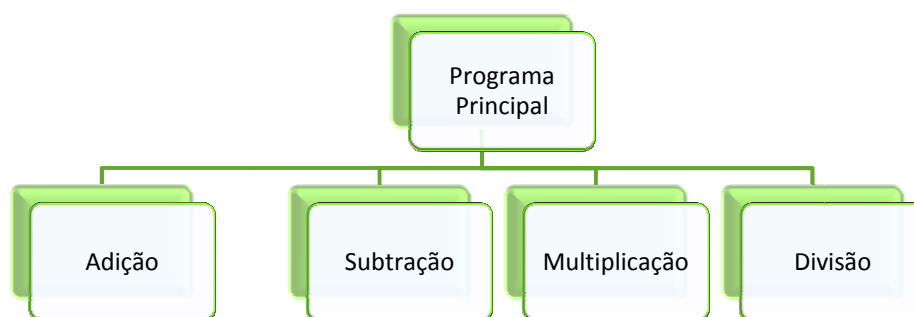 Programa
Principal
Adição
Subtração
Multiplicação
Divisão